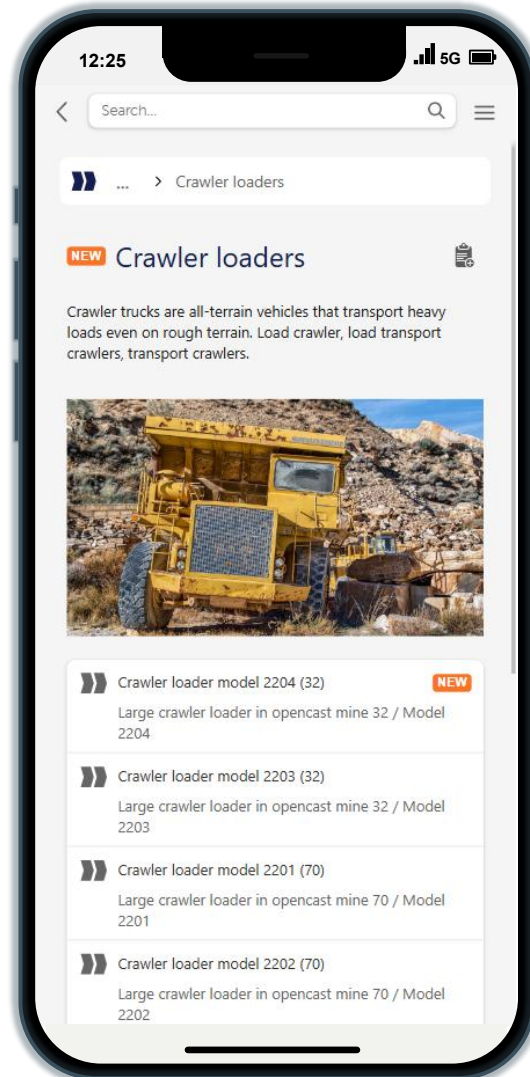 12:25
5G
Search...
... > Crawler loaders
NEW Crawler loaders
Crawler trucks are all-terrain vehicles that transport heavy
loads even on rough terrain. Load crawler, load transport
crawlers, transport crawlers.
Crawler loader model 2204 (32) NEW
Large crawler loader in opencast mine 32 / Model
2204
Crawler loader model 2203 (32)
Large crawler loader in opencast mine 32 / Model
2203
Crawler loader model 2201 (70)
Large crawler loader in opencast mine 70 / Model
2201
Crawler loader model 2202 (70)
Large crawler loader in opencast mine 70 / Model
2202